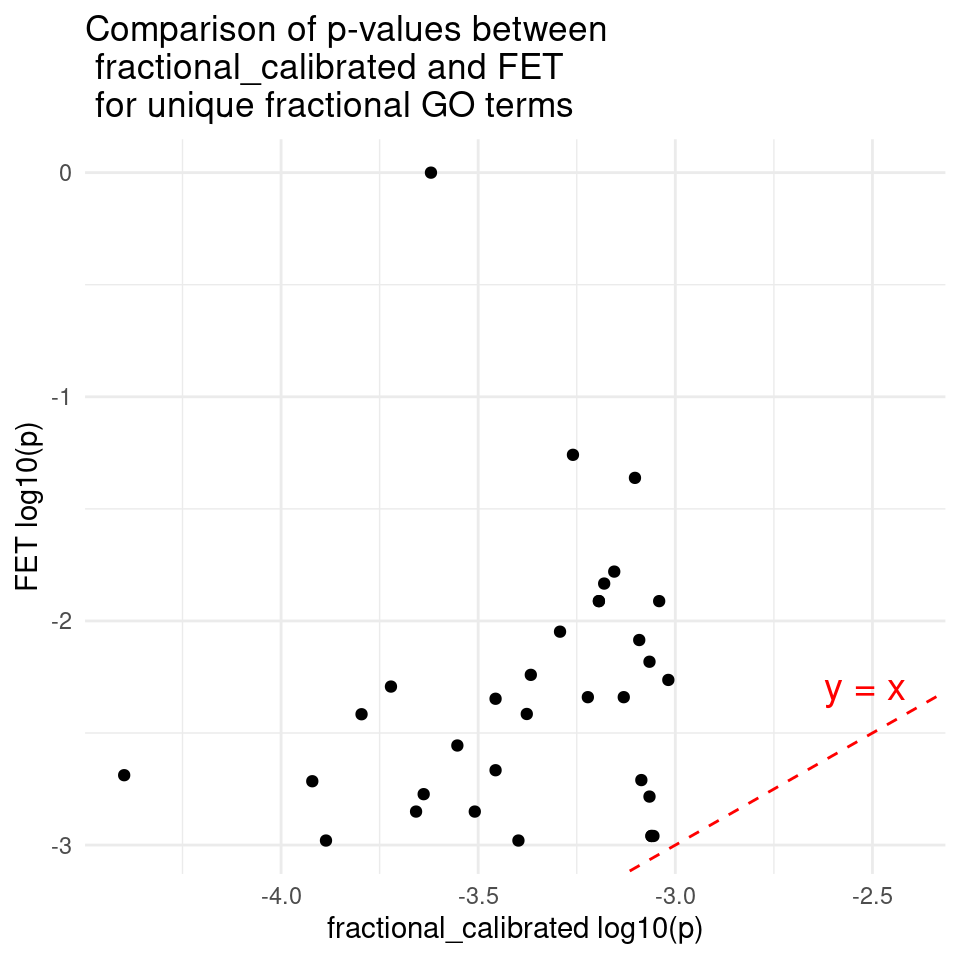 Comparison of p-values between
fractional_calibrated and FET
for unique fractional GO terms
0
-1
-2
-3
FET log10(p)
y = x
-4.0
-3.5
-3.0
-2.5
fractional_calibrated log10(p)